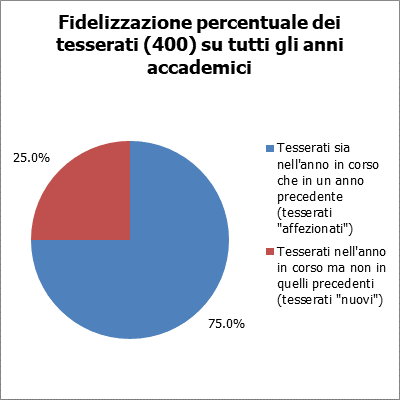 Fidelizzazione percentuale dei
tesserati (400) su tutti gli anni
accademici
25.0%
75.0%
Tesserati sia
nell'anno in corso
che in un anno
precedente
(tesserati
"affezionati")
Tesserati nell'anno
in corso ma non in
quelli precedenti
(tesserati "nuovi")